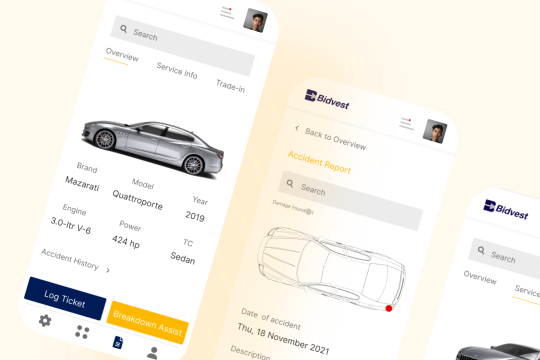 Search
Overview
Service Info
Trade-in
Brand
Model
Year
Mazarati
Quattroporte
2019
Engine
Power
TC
3.0-ltr V-6
424 hp
Sedan
Accident History
Log Ticket
Breakdown Assist
Bidvest
Back to Overview
Accident Report
Search
Damage Found
Date of accident
Thu, 18 November 2021
Description
Bidvest
Search
Overview
Service